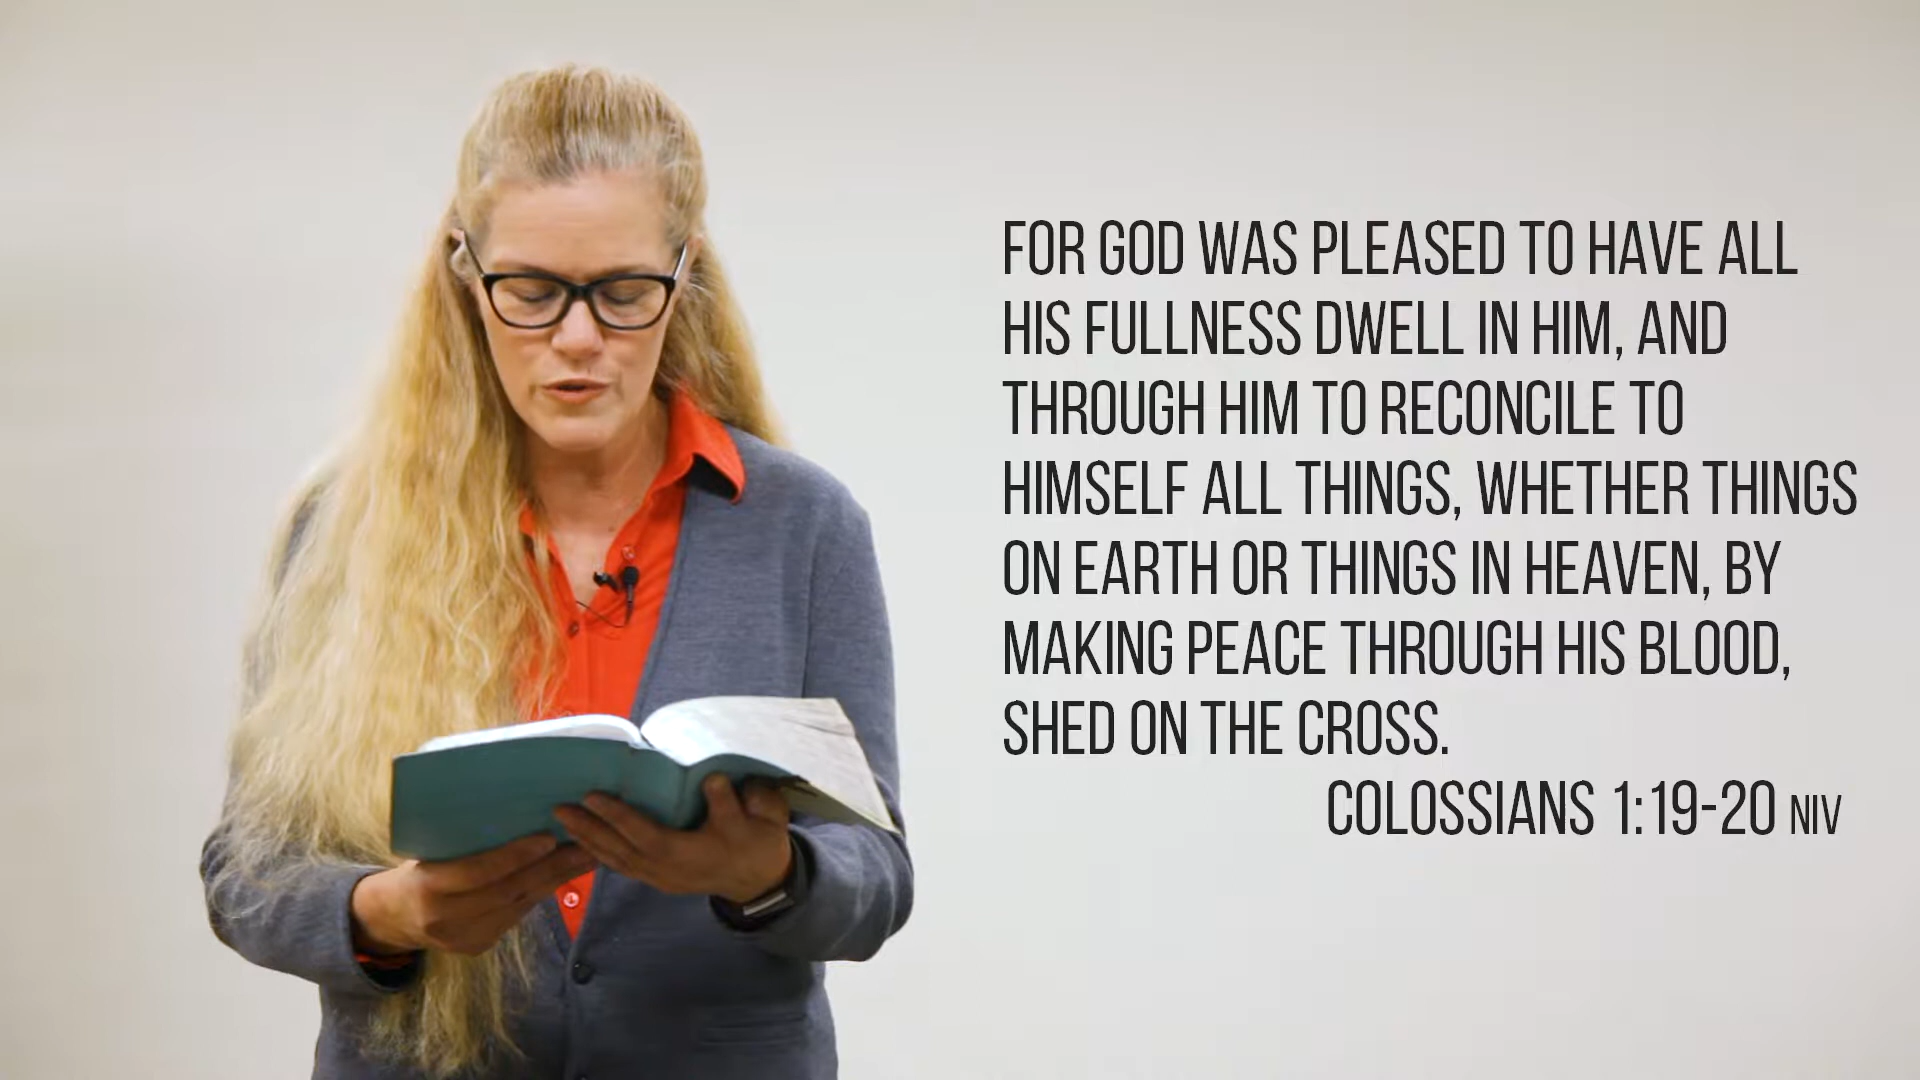 FOR GOD WAS PLEASED TO HAVE ALL
HIS FULLNESS DWELL IN HIM, AND
THROUGH HIM TO RECONCILE TO
HIMSELF ALL THINGS, WHETHER THINGS
ON EARTH OR THINGS IN HEAVEN, BY
MAKING PEACE THROUGH HIS BLOOD,
SHED ON THE CROSS.
COLOSSIANS 1:19-20 NIV